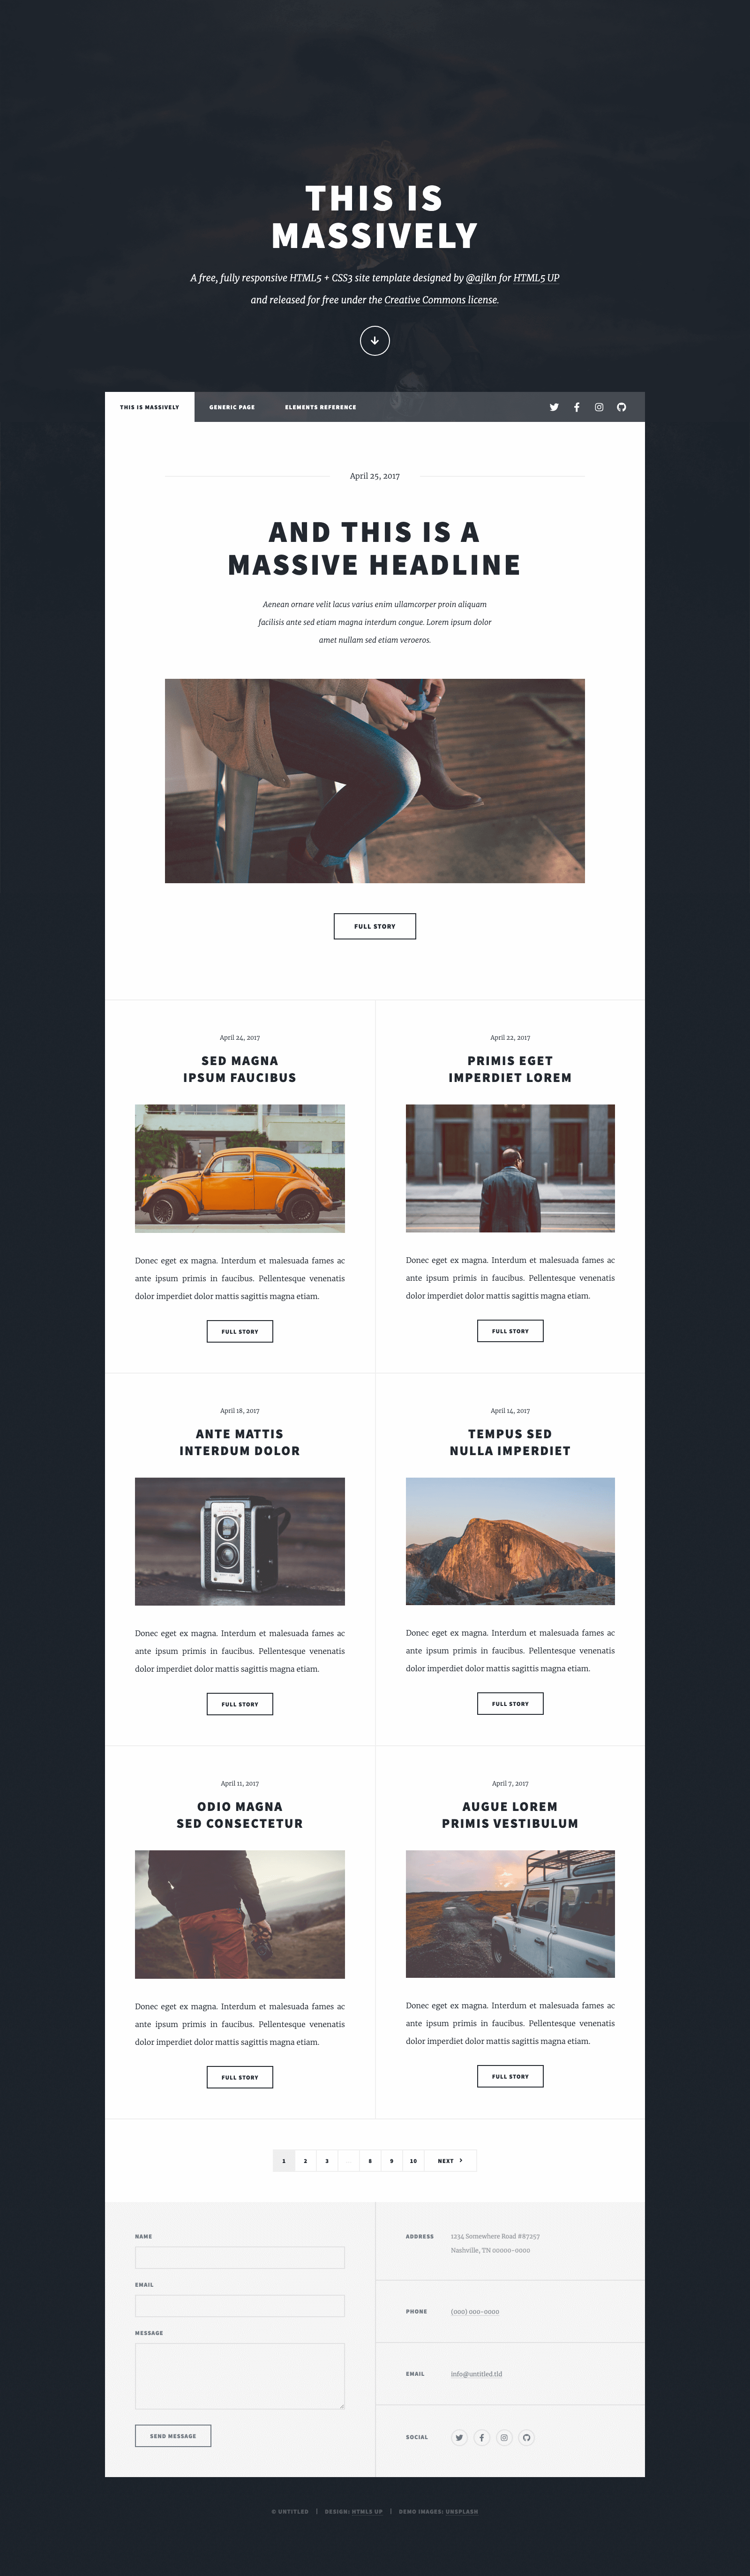 THIS IS
MASSIVELY
A free, fully responsive HTML5 + CSS3 site template designed by @ajlkn for HTML5 UP
and released for free under the Creative Commons license.
THIS IS MASSIVELY GENERIC PAGE ELEMENTS REFERENCE
April 25, 2017
AND THIS IS A
MASSIVE HEADLINE
Aenean ornare velit lacus varius enim ullamcorper proin aliquam
facilisis ante sed etiam magna interdum congue. Lorem ipsum dolor
amet nullam sed etiam veroeros.
FULL STORY
April 24, 2017
SED MAGNA
IPSUM FAUCIBUS
Donec eget ex magna. Interdum et malesuada fames ac
ante ipsum primis in faucibus. Pellentesque venenatis
dolor imperdiet dolor mattis sagittis magna etiam.
FULL STORY
April 22, 2017
PRIMIS EGET
IMPERDIET LOREM
Donec eget ex magna. Interdum et malesuada fames ac
ante ipsum primis in faucibus. Pellentesque venenatis
dolor imperdiet dolor mattis sagittis magna etiam.
FULL STORY
April 18, 2017
ANTE MATTIS
INTERDUM DOLOR
Donec eget ex magna. Interdum et malesuada fames ac
ante ipsum primis in faucibus. Pellentesque venenatis
dolor imperdiet dolor mattis sagittis magna etiam.
FULL STORY
April 14, 2017
TEMPUS SED
NULLA IMPERDIET
Donec eget ex magna. Interdum et malesuada fames ac
ante ipsum primis in faucibus. Pellentesque venenatis
dolor imperdiet dolor mattis sagittis magna etiam.
FULL STORY
April 11, 2017
ODIO MAGNA
SED CONSECTETUR
Donec eget ex magna. Interdum et malesuada fames ac
ante ipsum primis in faucibus. Pellentesque venenatis
dolor imperdiet dolor mattis sagittis magna etiam.
FULL STORY
April 7, 2017
AUGUE LOREM
PRIMIS VESTIBULUM
Donec eget ex magna. Interdum et malesuada fames ac
ante ipsum primis in faucibus. Pellentesque venenatis
dolor imperdiet dolor mattis sagittis magna etiam.
FULL STORY
1 2 3 … 8 9 10 NEXT
NAME
EMAIL
MESSAGE
SEND MESSAGE
ADDRESS 1234 Somewhere Road #87257
Nashville, TN 00000-0000
PHONE (000) 000-0000
EMAIL info@untitled.tld
SOCIAL
© UNTITLED DESIGN: HTML5 UP DEMO IMAGES: UNSPLASH